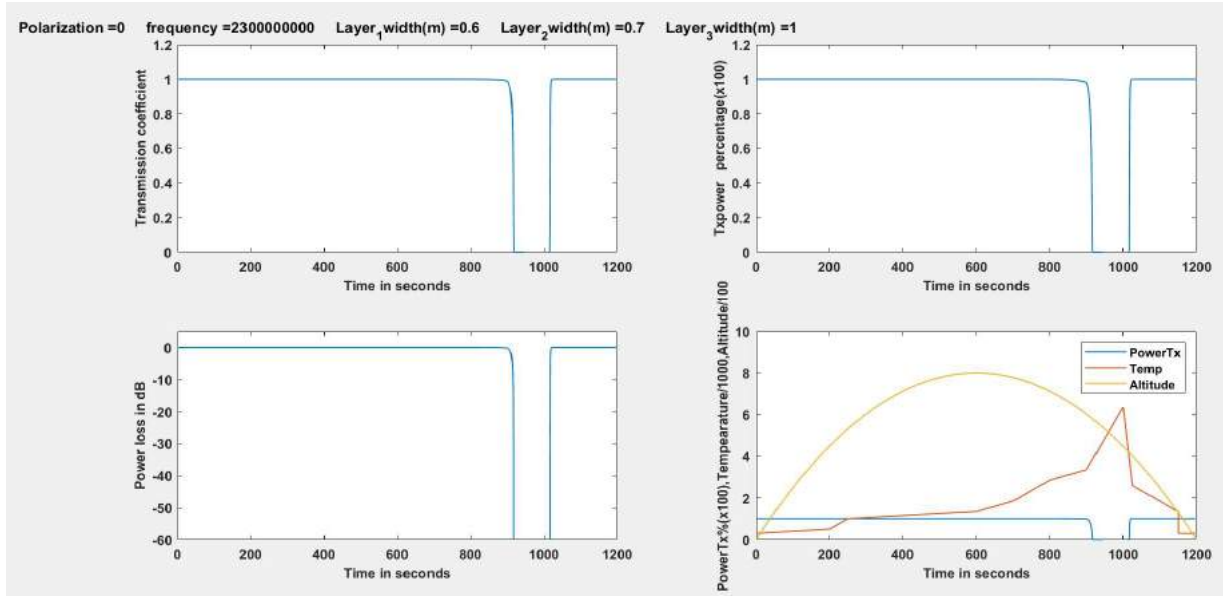 Polarization =0 frequency =2300000000 Layer1width(m) =0.6 Layer2width(m) =0.7 Layer3width(m) =1
1.2
1
0.8
0.6
0.4
0.2
0
Transmission coefficient
0 200 400 600 800 1000 1200
Time in seconds
1.2
1
0.8
0.6
0.4
0.2
0
Txpower percentage(x100)
0 200 400 600 800 1000 1200
Time in seconds
0
-10
-20
-30
-40
-50
-60
Power loss in dB
0 200 400 600 800 1000 1200
Time in seconds
10
8
6
4
2
0
PowerTx%(x100),Tempearature/1000,Altitude/100
PowerTx
Temp
Altitude
0 200 400 600 800 1000 1200
Time in seconds